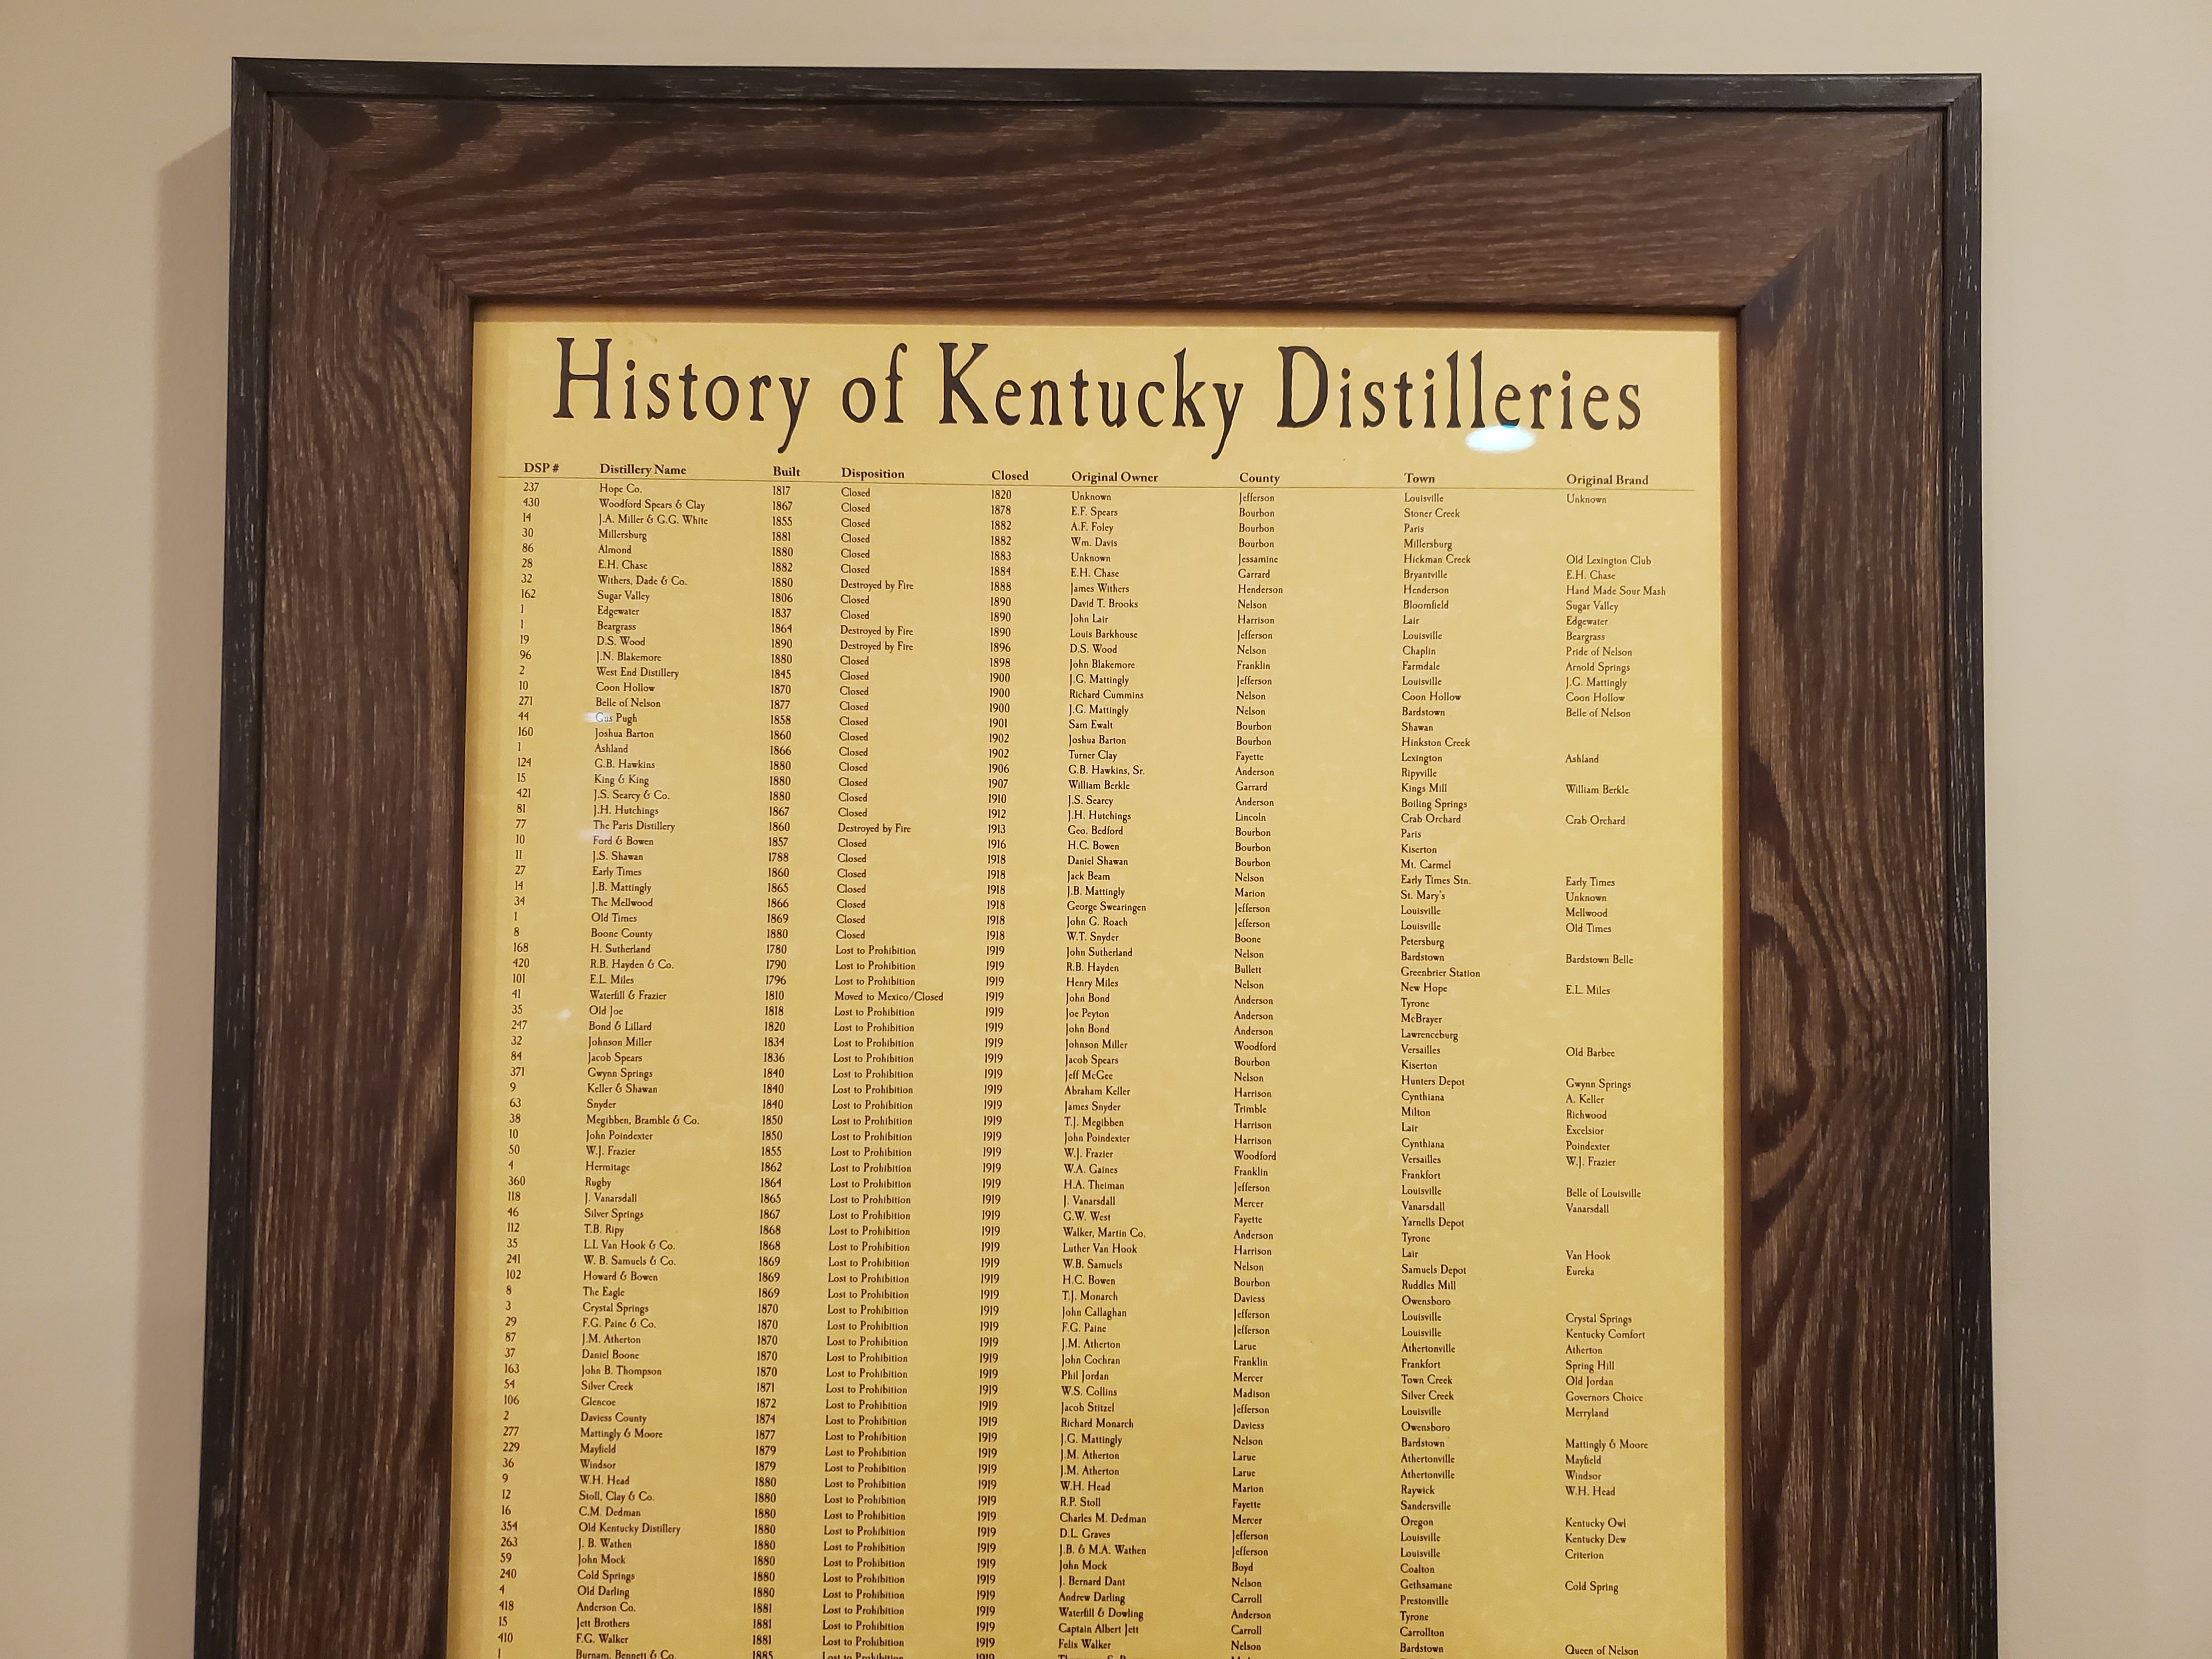 History of Kentucky Distilleries
DSP # Distillery Name Built Disposition Closed Original Owner County Town Original Brand
237 Hope Co. 1817 Closed 1820 Unknown Jefferson Louisville Unknown
430 Woodford Spears & Clay 1867 Closed 1878 E.F. Spears Bourbon Stoner Creek
14 J.A. Miller & G.G. White 1855 Closed 1882 A.F. Foley Bourbon Paris
30 Millersburg 1881 Closed 1882 Wm. Davis Bourbon Millersburg
86 Almond 1880 Closed 1883 Unknown Jessamine Hickman Creek Old Lexington Club
28 E.H. Chase 1882 Closed 1884 E.H. Chase Garrard Bryantville E.H. Chase
32 Withers, Dade & Co. 1880 Destroyed by Fire 1888 James Withers Henderson Henderson Hand Made Sour Mash
162 Sugar Valley 1806 Closed 1890 David T. Brooks Nelson Bloomfield Sugar Valley
1 Edgewater 1837 Closed 1890 John Lair Harrison Lair Edgewater
1 Beargrass 1864 Destroyed by Fire 1890 Louis Barkhouse Jefferson Louisville Beargrass
19 D.S. Wood 1890 Destroyed by Fire 1896 D.S. Wood Nelson Chaplin Pride of Nelson
96 J.N. Blakemore 1880 Closed 1898 John Blakemore Franklin Farmdale Arnold Springs
2 West End Distillery 1845 Closed 1900 J.G. Mattingly Jefferson Louisville J.G. Mattingly
10 Coon Hollow 1870 Closed 1900 Richard Cummins Nelson Coon Hollow Coon Hollow
271 Belle of Nelson 1877 Closed 1900 J.G. Mattingly Nelson Bardstown Belle of Nelson
44 Gus Pugh 1858 Closed 1901 Sam Ewalt Bourbon Shawan
160 Joshua Barton 1860 Closed 1902 Joshua Barton Bourbon Hinkston Creek
1 Ashland 1866 Closed 1902 Turner Clay Fayette Lexington Ashland
124 G.B. Hawkins 1880 Closed 1906 G.B. Hawkins, Sr. Anderson Ripyville
15 King & King 1880 Closed 1907 William Berkle Garrard Kings Mill William Berkle
421 J.S. Searcy & Co. 1880 Closed 1910 J.S. Searcy Anderson Boiling Springs
81 J.H. Hutchings 1867 Closed 1912 J.H. Hutchings Lincoln Crab Orchard Crab Orchard
77 The Paris Distillery 1860 Destroyed by Fire 1913 Geo. Bedford Bourbon Paris
10 Ford & Bowen 1857 Closed 1916 H.C. Bowen Bourbon Kiserton
11 J.S. Shawan 1788 Closed 1918 Daniel Shawan Bourbon Mt. Carmel
27 Early Times 1860 Closed 1918 Jack Beam Nelson Early Times Stn. Early Times
14 J.B. Mattingly 1865 Closed 1918 J.B. Mattingly Marion St. Mary's Unknown
34 The Mellwood 1866 Closed 1918 George Swearingen Jefferson Louisville Mellwood
1 Old Times 1869 Closed 1918 John G. Roach Jefferson Louisville Old Times
8 Boone County 1880 Closed 1918 W.T. Snyder Boone Petersburg
168 H. Sutherland 1780 Lost to Prohibition 1919 John Sutherland Nelson Bardstown Bardstown Belle
420 R.B. Hayden & Co. 1790 Lost to Prohibition 1919 R.B. Hayden Bullett Greenbrier Station
101 E.L. Miles 1796 Lost to Prohibition 1919 Henry Miles Nelson New Hope E.L. Miles
41 Waterfill & Frazier 1810 Moved to Mexico/Closed 1919 John Bond Anderson Tyrone
35 Old Joe 1818 Lost to Prohibition 1919 Joe Peyton Anderson McBrayer
247 Bond & Lillard 1820 Lost to Prohibition 1919 John Bond Anderson Lawrenceburg
32 Johnson Miller 1834 Lost to Prohibition 1919 Johnson Miller Woodford Versailles Old Barbee
84 Jacob Spears 1836 Lost to Prohibition 1919 Jacob Spears Bourbon Kiserton
371 Gwynn Springs 1840 Lost to Prohibition 1919 Jeff McGee Nelson Hunters Depot Gwynn Springs
9 Keller & Shawan 1840 Lost to Prohibition 1919 Abraham Keller Harrison Cynthiana A. Keller
63 Snyder 1840 Lost to Prohibition 1919 James Snyder Trimble Milton Richwood
38 Megibben, Bramble & Co. 1850 Lost to Prohibition 1919 T.J. Megibben Harrison Lair Excelsior
10 John Poindexter 1850 Lost to Prohibition 1919 John Poindexter Harrison Cynthiana Poindexter
50 W.J. Frazier 1855 Lost to Prohibition 1919 W.J. Frazier Woodford Versailles W.J. Frazier
4 Hermitage 1862 Lost to Prohibition 1919 W.A. Gaines Franklin Frankfort
360 Rugby 1864 Lost to Prohibition 1919 H.A. Theiman Jefferson Louisville Belle of Louisville
118 J. Vanarsdall 1865 Lost to Prohibition 1919 J. Vanarsdall Mercer Vanarsdall Vanarsdall
46 Silver Springs 1867 Lost to Prohibition 1919 G.W. West Fayette Yarnells Depot
112 T.B. Ripy 1868 Lost to Prohibition 1919 Walker, Martin Co. Anderson Tyrone
35 L.I. Van Hook & Co. 1868 Lost to Prohibition 1919 Luther Van Hook Harrison Lair Van Hook
241 W. B. Samuels & Co. 1869 Lost to Prohibition 1919 W.B. Samuels Nelson Samuels Depot Eureka
102 Howard & Bowen 1869 Lost to Prohibition 1919 H.C. Bowen Bourbon Ruddles Mill
8 The Eagle 1869 Lost to Prohibition 1919 T.J. Monarch Daviess Owensboro
3 Crystal Springs 1870 Lost to Prohibition 1919 John Callaghan Jefferson Louisville Crystal Springs
29 F.G. Paine & Co. 1870 Lost to Prohibition 1919 F.G. Paine Jefferson Louisville Kentucky Comfort
87 J.M. Atherton 1870 Lost to Prohibition 1919 J.M. Atherton Larue Athertonville Atherton
37 Daniel Boone 1870 Lost to Prohibition 1919 John Cochran Franklin Frankfort Spring Hill
163 John B. Thompson 1870 Lost to Prohibition 1919 Phil Jordan Mercer Town Creek Old Jordan
54 Silver Creek 1871 Lost to Prohibition 1919 W.S. Collins Madison Silver Creek Governors Choice
106 Glencoe 1872 Lost to Prohibition 1919 Jacob Stitzel Jefferson Louisville Merryland
2 Daviess County 1874 Lost to Prohibition 1919 Richard Monarch Daviess Owensboro
277 Mattingly & Moore 1877 Lost to Prohibition 1919 J.G. Mattingly Nelson Bardstown Mattingly & Moore
229 Mayfield 1879 Lost to Prohibition 1919 J.M. Atherton Larue Athertonville Mayfield
36 Windsor 1879 Lost to Prohibition 1919 J.M. Atherton Larue Athertonville Windsor
9 W.H. Head 1880 Lost to Prohibition 1919 W.H. Head Marion Raywick W.H. Head
12 Stoll, Clay & Co. 1880 Lost to Prohibition 1919 R.P. Stoll Fayette Sandersville
16 C.M. Dedman 1880 Lost to Prohibition 1919 Charles M. Dedman Mercer Oregon Kentucky Owl
354 Old Kentucky Distillery 1880 Lost to Prohibition 1919 D.L. Graves Jefferson Louisville Kentucky Dew
263 J. B. Wathen 1880 Lost to Prohibition 1919 J.B. & M.A. Wathen Jefferson Louisville Criterion
59 John Mock 1880 Lost to Prohibition 1919 John Mock Boyd Coalton
240 Cold Springs 1880 Lost to Prohibition 1919 J. Bernard Dant Nelson Gethsamane Cold Spring
4 Old Darling 1880 Lost to Prohibition 1919 Andrew Darling Carroll Prestonville
418 Anderson Co. 1881 Lost to Prohibition 1919 Waterfill & Dowling Anderson Tyrone
15 Jett Brothers 1881 Lost to Prohibition 1919 Captain Albert Jett Carroll Carrollton
410 F.G. Walker 1881 Lost to Prohibition 1919 Felix Walker Nelson Bardstown Queen of Nelson
1 Burnam, Bennett & Co. 1885 Lost to Prohibition 1919